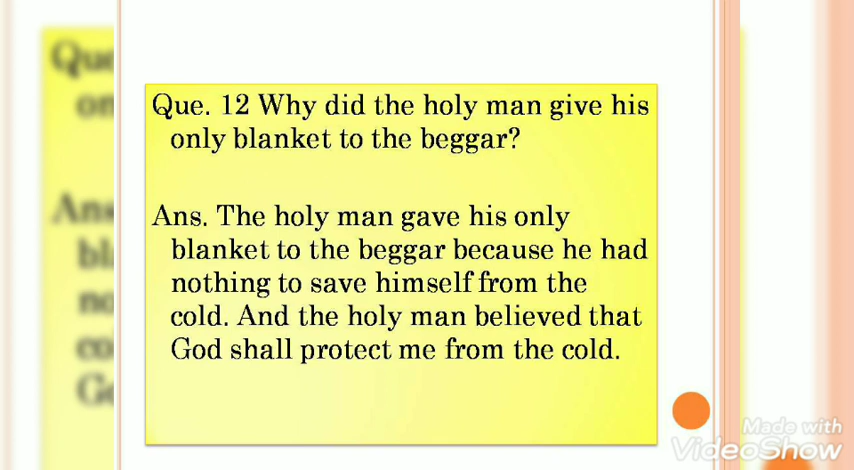 Que. 12 Why did the holy man give his
only blanket to the beggar?
Ans. The holy man gave his only
blanket to the beggar because he had
nothing to save himself from the
cold. And the holy man believed that
God shall protect me from the cold.
Made with
VideoShow